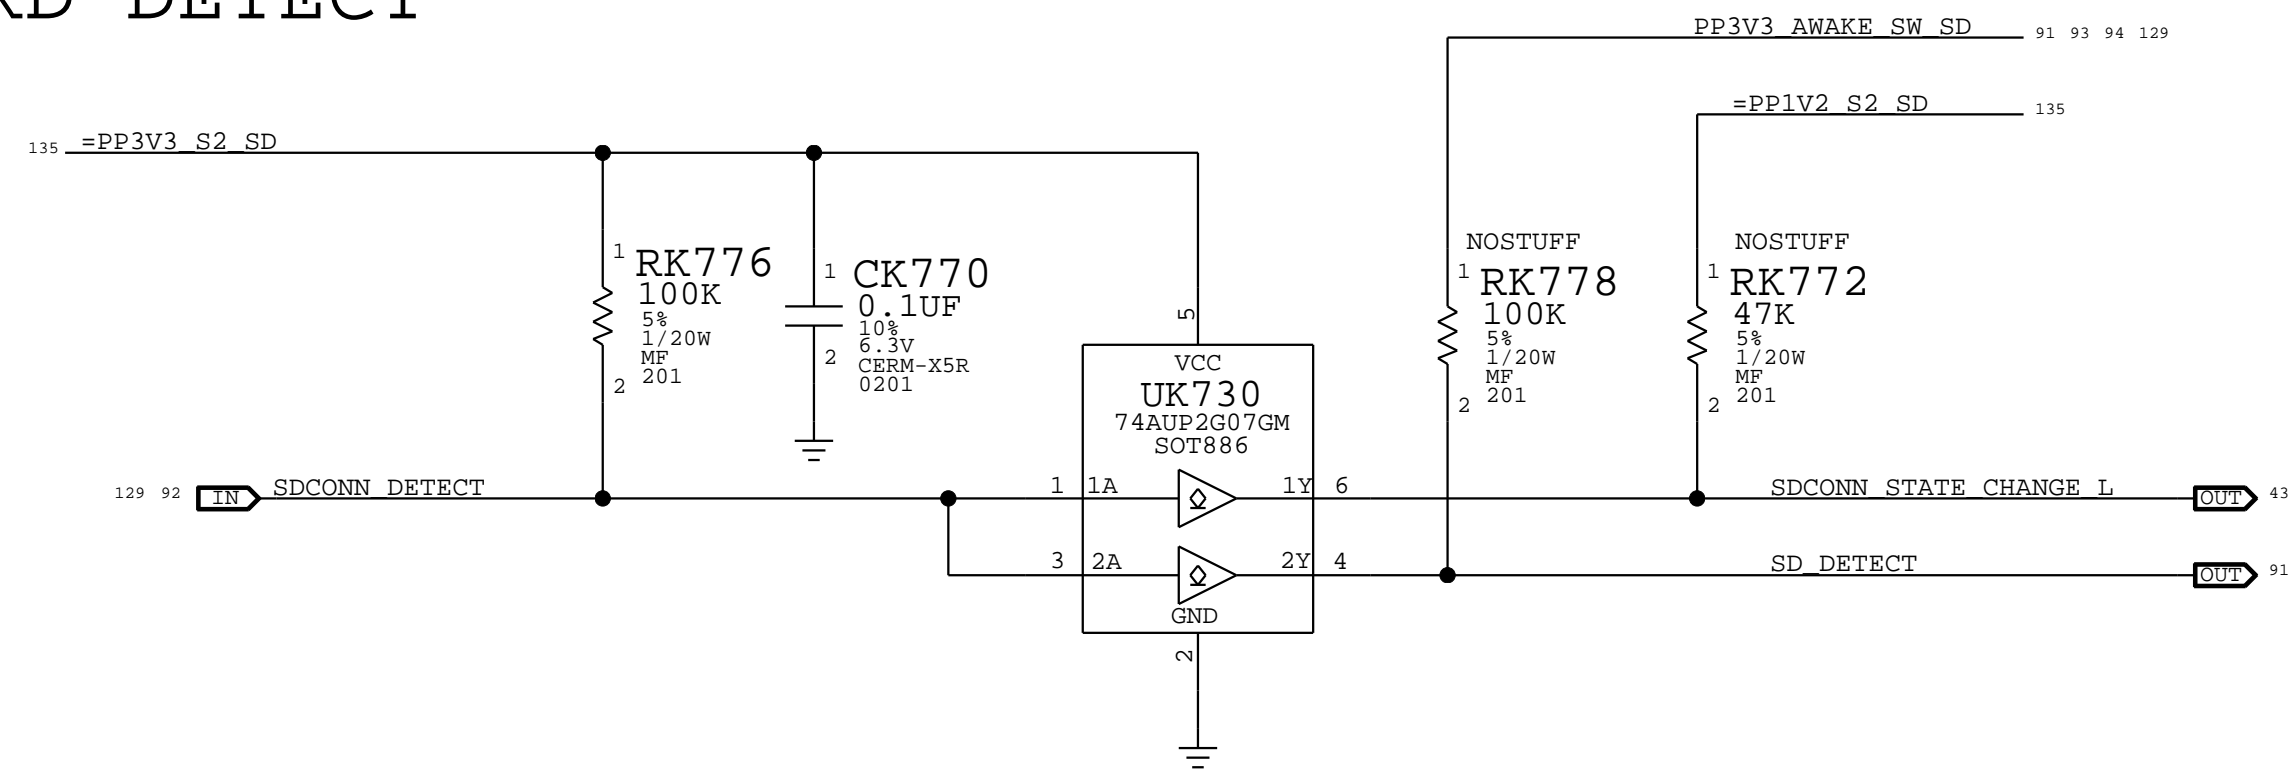 RD DETECT
PP3V3_AWAKE_SW_SD 91 93 94 129
=PP1V2_S2_SD 135
135 =PP3V3_S2_SD
1 RK776
100K
5%
1/20W
MF
201
2
1 CK770
0.1UF
10%
6.3V
CERM-X5R
0201
2
5
VCC
UK730
74AUP2G07GM
SOT886
NOSTUFF
1 RK778
100K
5%
1/20W
MF
201
2
NOSTUFF
1 RK772
47K
5%
1/20W
MF
201
2
129 92 IN SDCONN_DETECT
1 1A 1Y 6
SDCONN_STATE_CHANGE_L OUT 43
3 2A 2Y 4
SD_DETECT OUT 91
GND
2